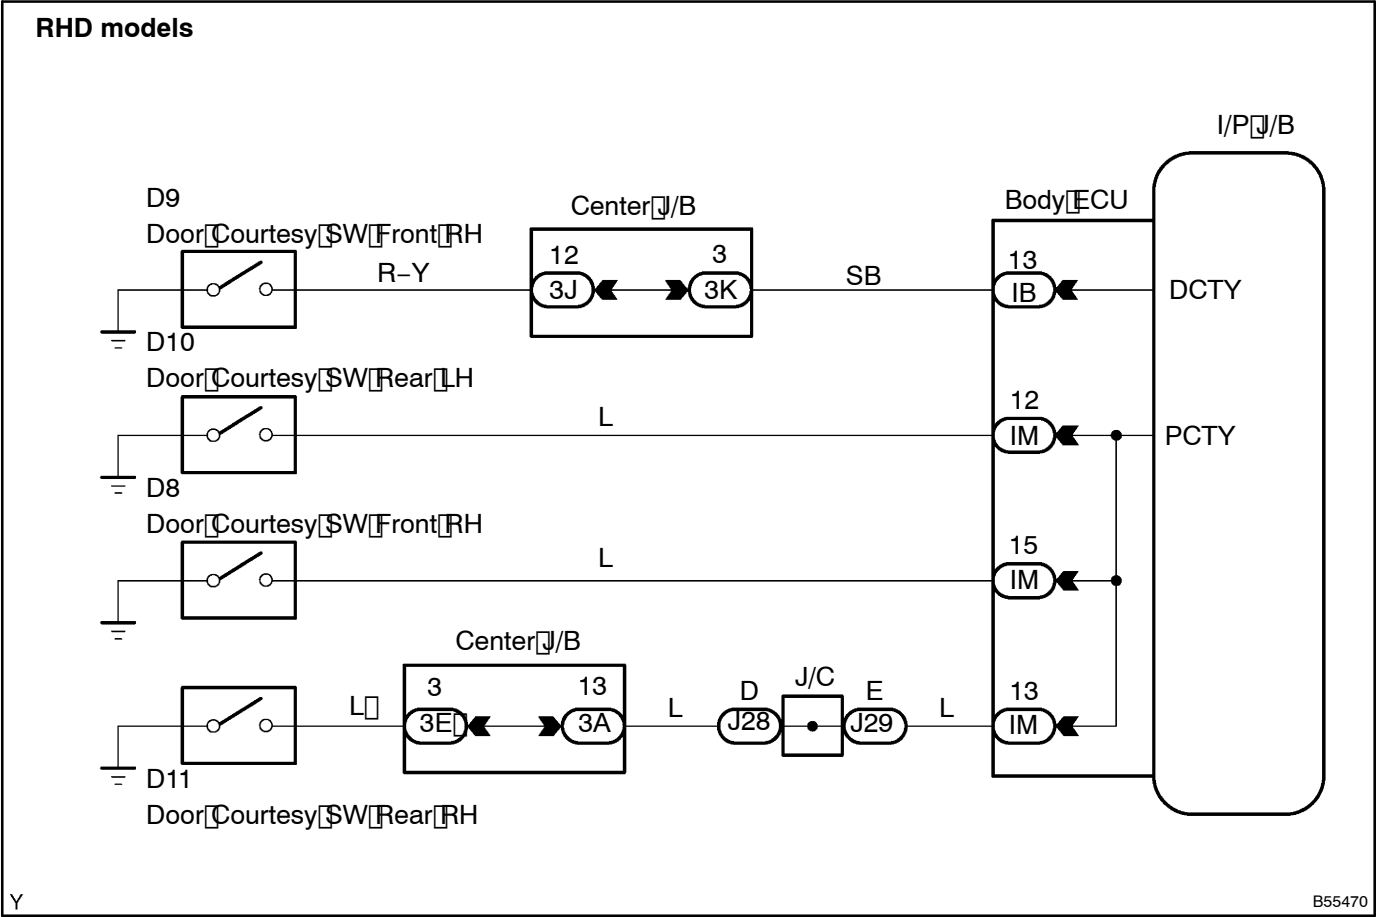 RHD models
I/P J/B
D9
Door Courtesy SW Front RH
Center J/B
Body ECU
12
3
13
R–Y
3J
3K
SB
IB
DCTY
D10
Door Courtesy SW Rear LH
L
12
IM
PCTY
D8
Door Courtesy SW Front RH
L
15
IM
Center J/B
3
13
D
J/C
E
13
L
3E
3A
L
J28
J29
L
IM
D11
Door Courtesy SW Rear RH
Y
B55470